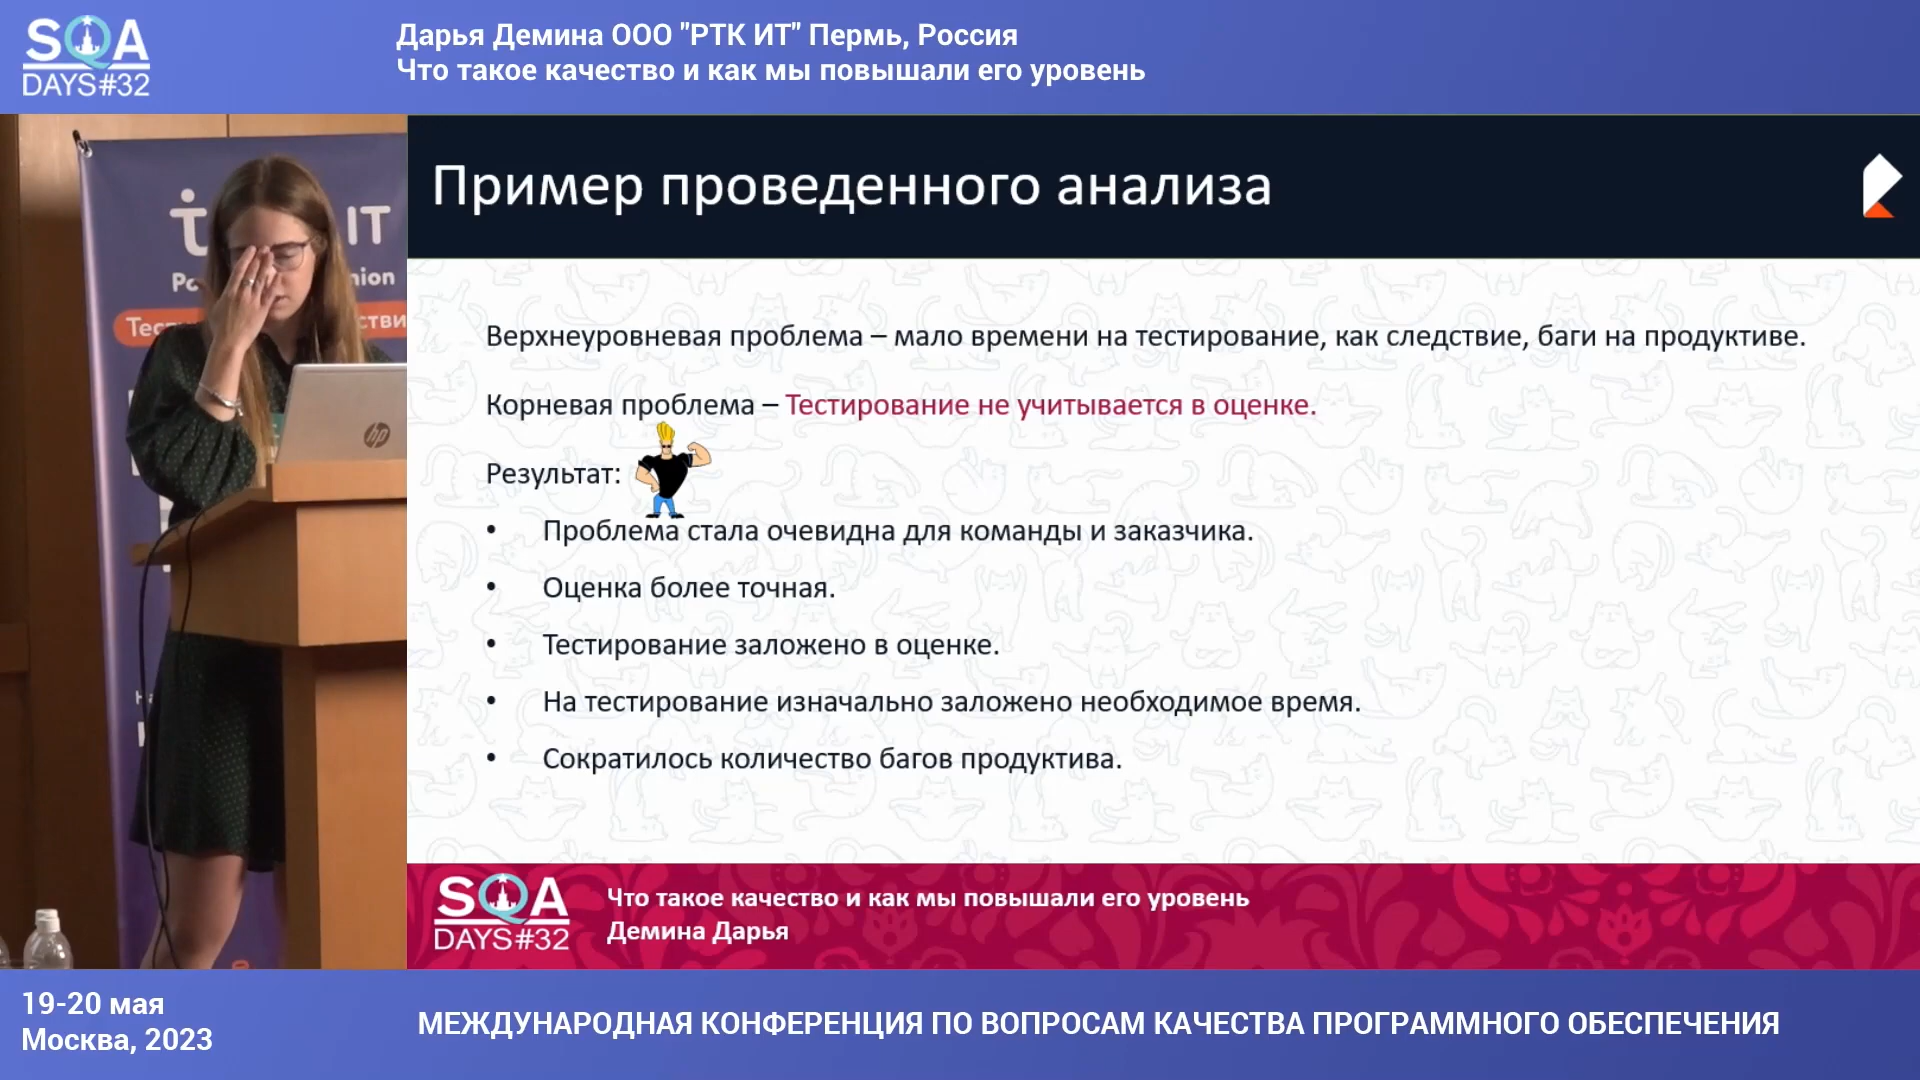 SQA
DAYS#32
Дарья Демина ООО "РТК ИТ" Пермь, Россия
Что такое качество и как мы повышали его уровень
IT
Пример проведенного анализа
Верхнеуровневая проблема – мало времени на тестирование, как следствие, баги на продуктиве.
Корневая проблема – Тестирование не учитывается в оценке.
Результат:
• Проблема стала очевидна для команды и заказчика.
• Оценка более точная.
• Тестирование заложено в оценке.
• На тестирование изначально заложено необходимое время.
• Сократилось количество багов продуктива.
hp
SQA
DAYS#32
Что такое качество и как мы повышали его уровень
Демина Дарья
19-20 мая
Москва, 2023
МЕЖДУНАРОДНАЯ КОНФЕРЕНЦИЯ ПО ВОПРОСАМ КАЧЕСТВА ПРОГРАММНОГО ОБЕСПЕЧЕНИЯ